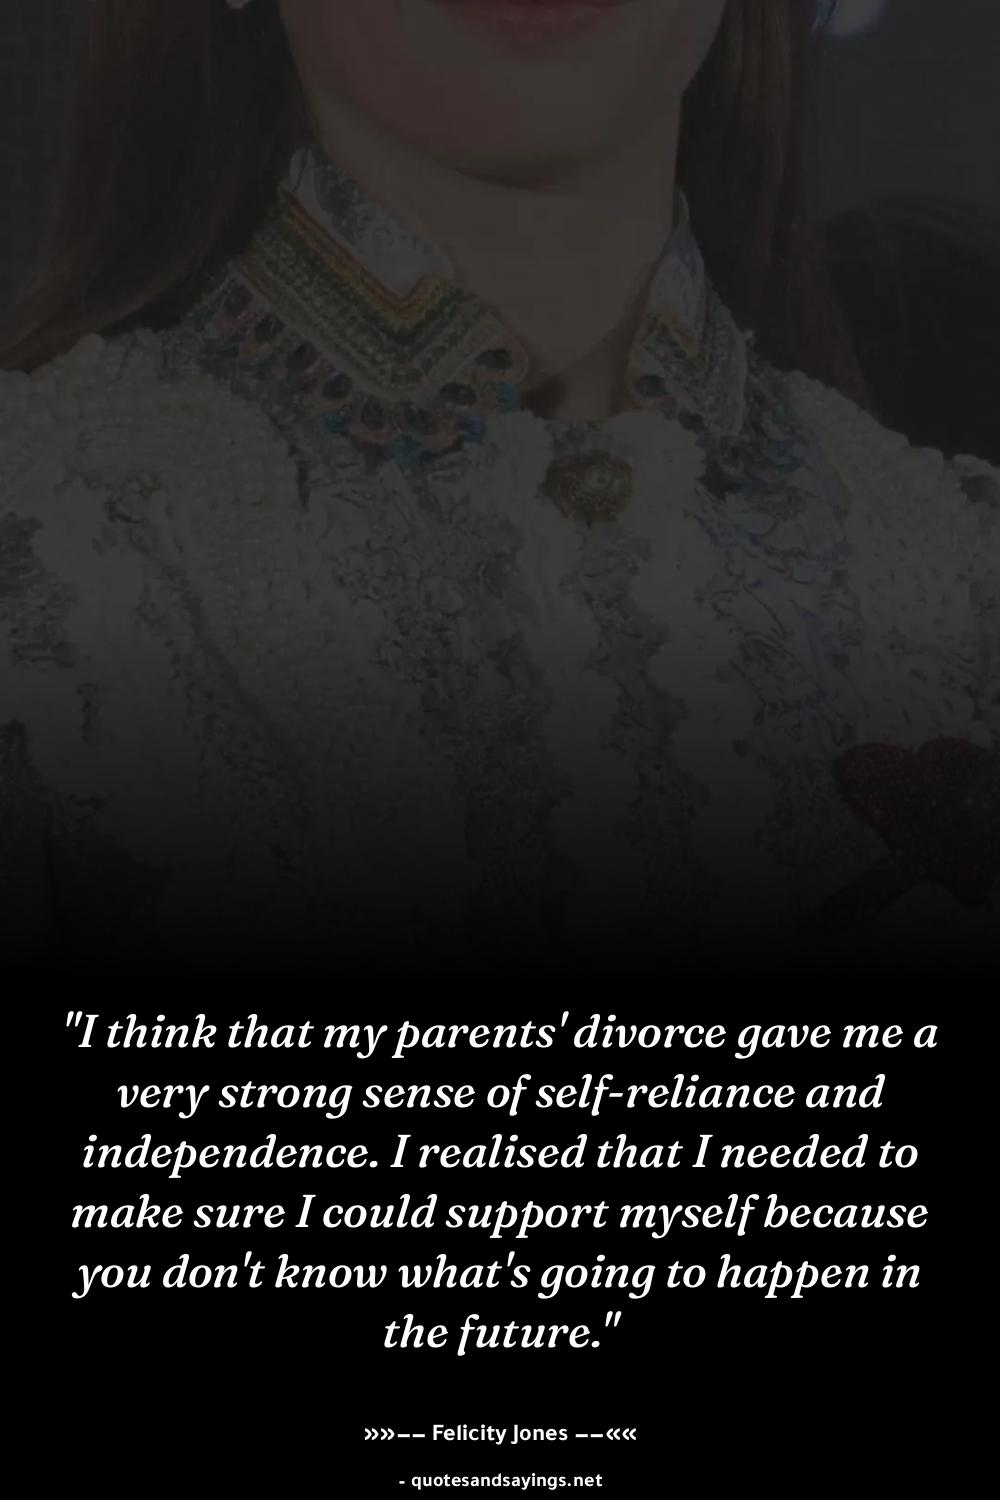 "I think that my parents' divorce gave me a
very strong sense of self-reliance and
independence. I realised that I needed to
make sure I could support myself because
you don't know what's going to happen in
the future."
»»–– Felicity Jones ––««
- quotesandsayings.net